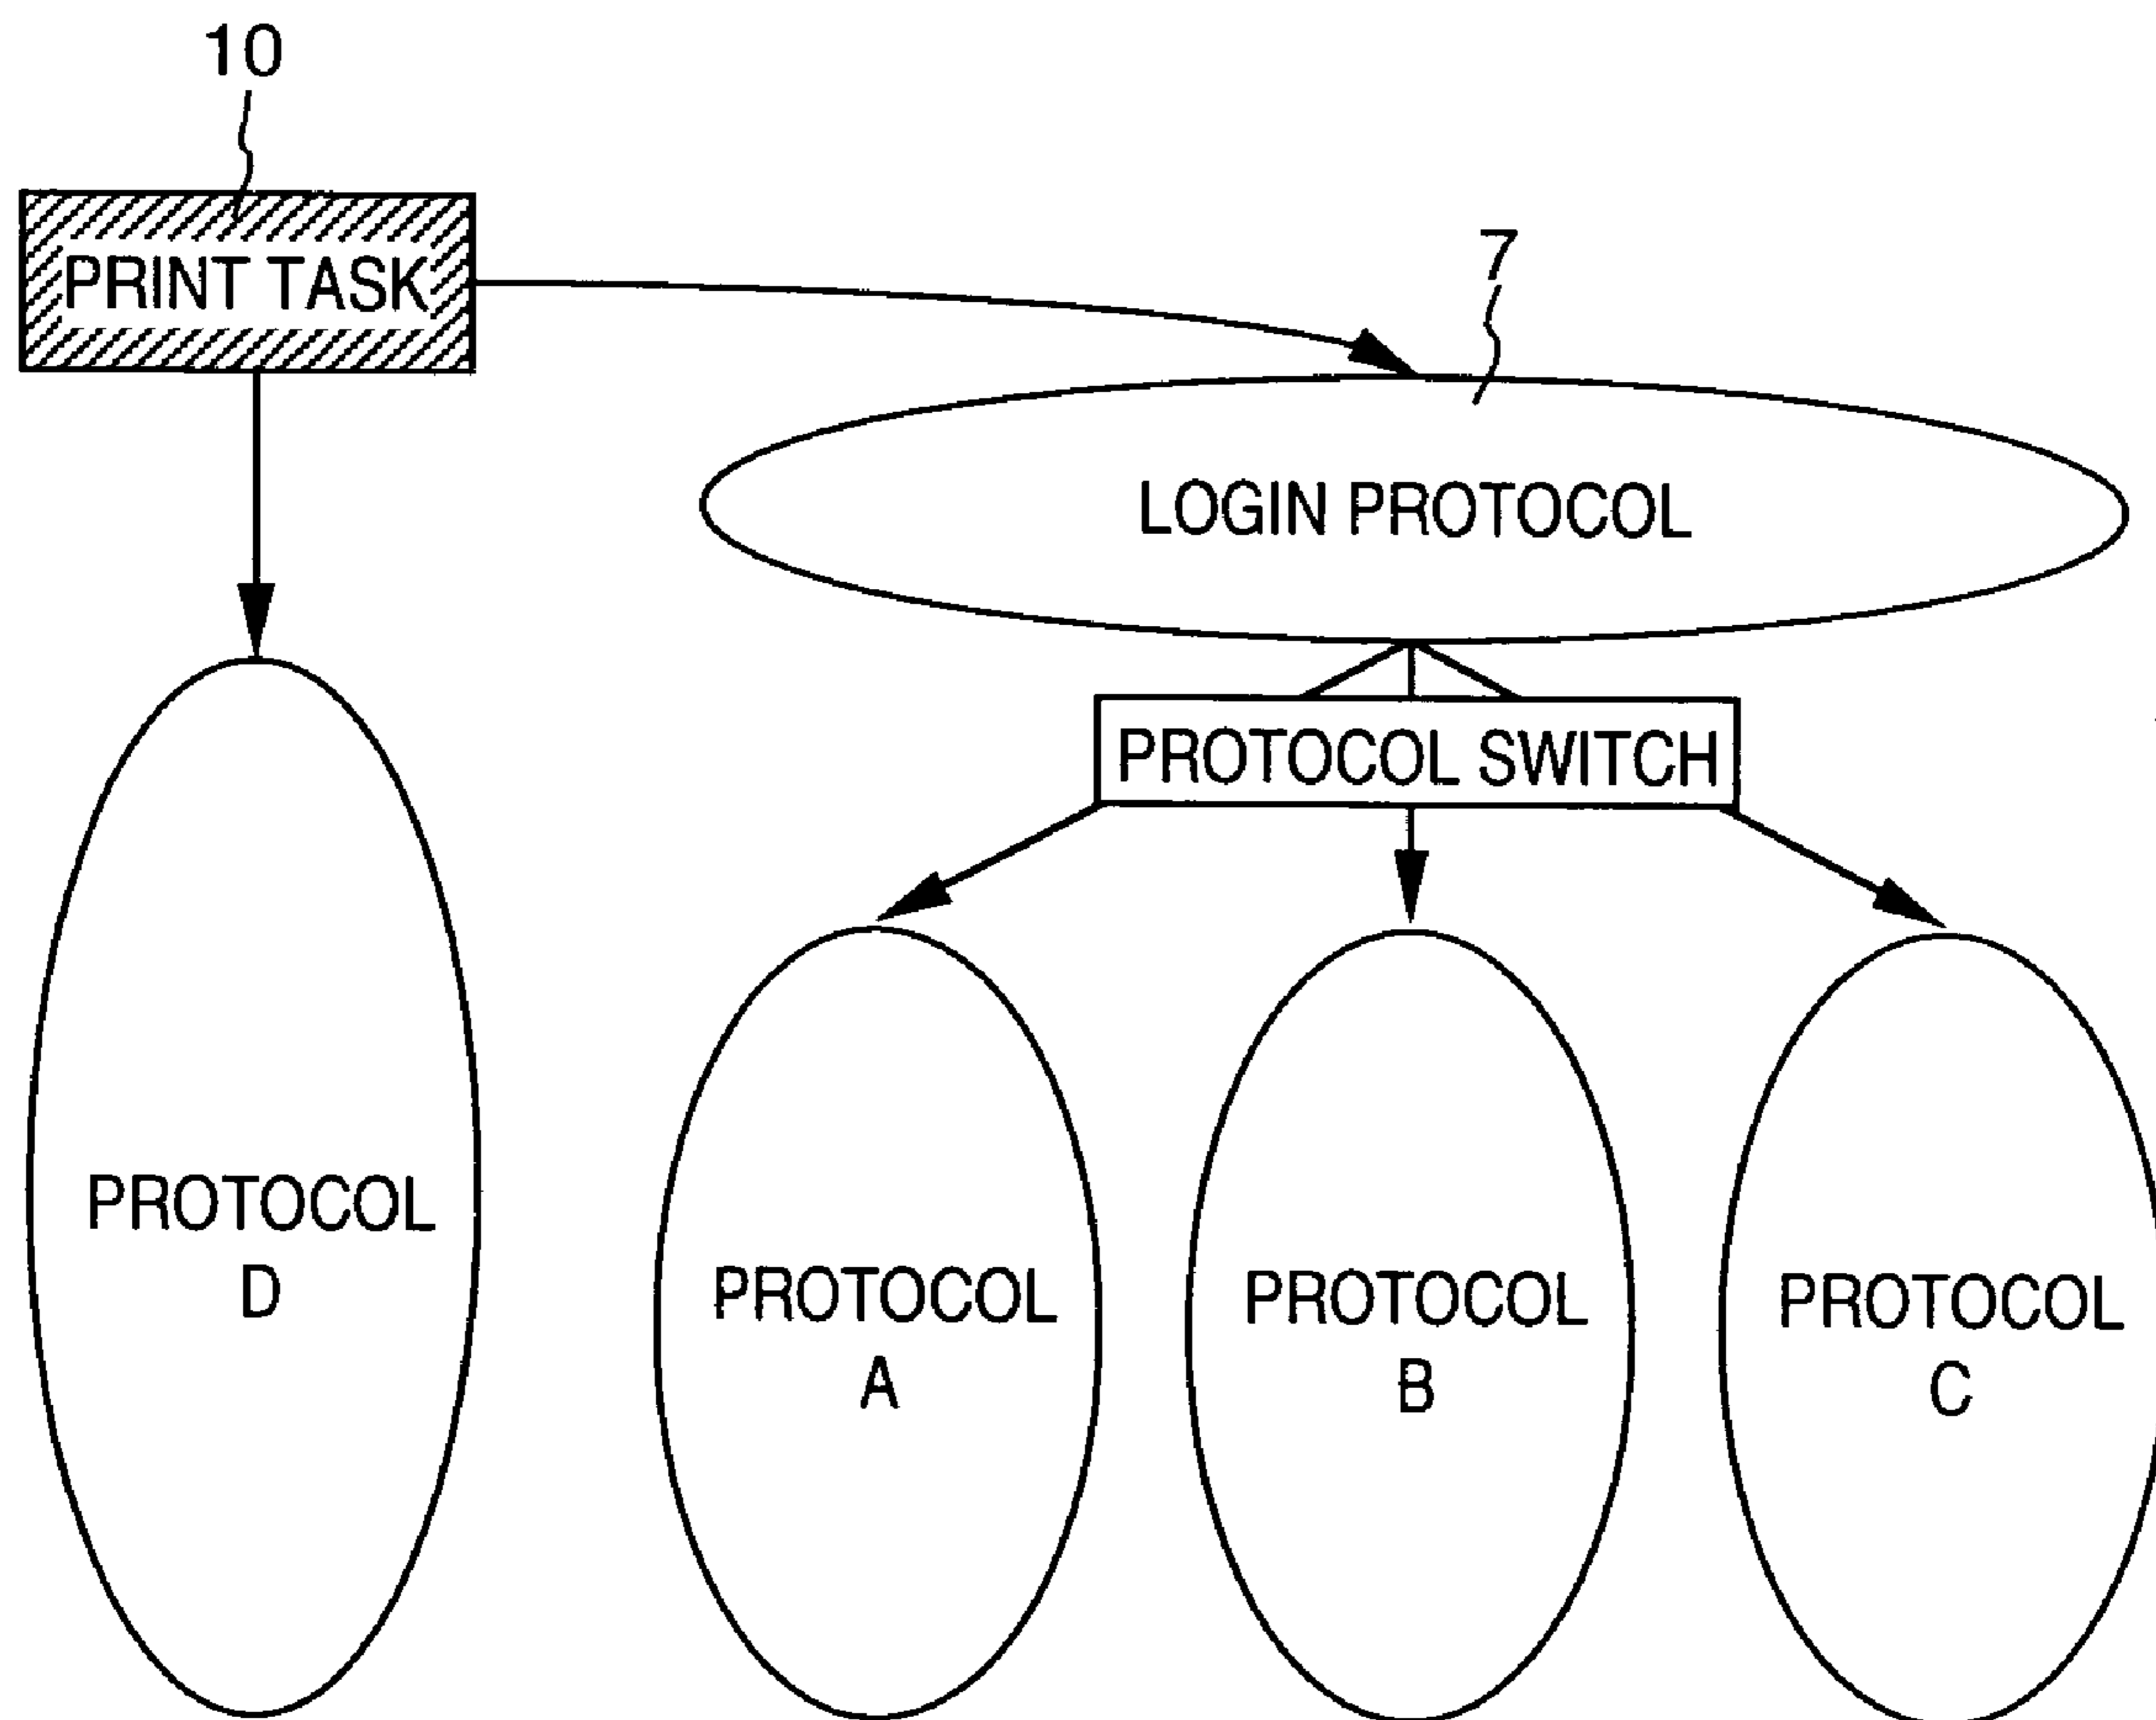 10
PRINT TASK
7
LOGIN PROTOCOL
PROTOCOL SWITCH
PROTOCOL
D
PROTOCOL
A
PROTOCOL
B
PROTOCOL
C